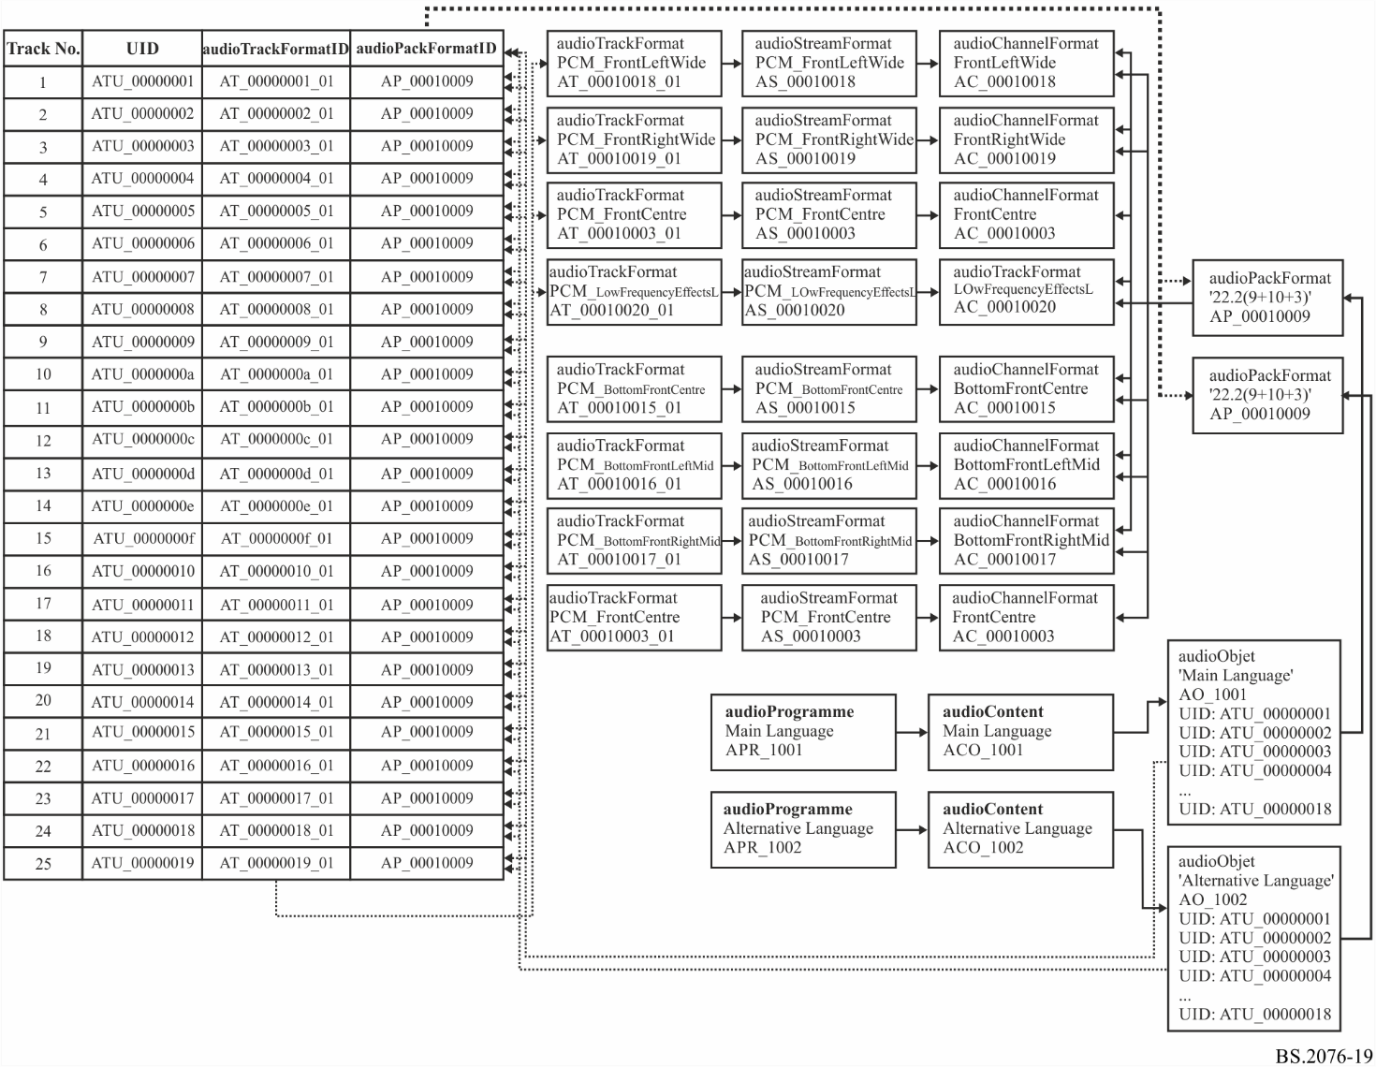 Track No. UID audioTrackFormatID audioPackFormatID
1 ATU_00000001 AT_00000001_01 AP_00010009
2 ATU_00000002 AT_00000002_01 AP_00010009
3 ATU_00000003 AT_00000003_01 AP_00010009
4 ATU_00000004 AT_00000004_01 AP_00010009
5 ATU_00000005 AT_00000005_01 AP_00010009
6 ATU_00000006 AT_00000006_01 AP_00010009
7 ATU_00000007 AT_00000007_01 AP_00010009
8 ATU_00000008 AT_00000008_01 AP_00010009
9 ATU_00000009 AT_00000009_01 AP_00010009
10 ATU_0000000a AT_0000000a_01 AP_00010009
11 ATU_0000000b AT_0000000b_01 AP_00010009
12 ATU_0000000c AT_0000000c_01 AP_00010009
13 ATU_0000000d AT_0000000d_01 AP_00010009
14 ATU_0000000e AT_0000000e_01 AP_00010009
15 ATU_0000000f AT_0000000f_01 AP_00010009
16 ATU_00000010 AT_00000010_01 AP_00010009
17 ATU_00000011 AT_00000011_01 AP_00010009
18 ATU_00000012 AT_00000012_01 AP_00010009
19 ATU_00000013 AT_00000013_01 AP_00010009
20 ATU_00000014 AT_00000014_01 AP_00010009
21 ATU_00000015 AT_00000015_01 AP_00010009
22 ATU_00000016 AT_00000016_01 AP_00010009
23 ATU_00000017 AT_00000017_01 AP_00010009
24 ATU_00000018 AT_00000018_01 AP_00010009
25 ATU_00000019 AT_00000019_01 AP_00010009
audioTrackFormat
PCM_FrontLeftWide
AT_00010018_01
audioStreamFormat
PCM_FrontLeftWide
AS_00010018
audioChannelFormat
FrontLeftWide
AC_00010018
audioTrackFormat
PCM_FrontRightWide
AT_00010019_01
audioStreamFormat
PCM_FrontRightWide
AS_00010019
audioChannelFormat
FrontRightWide
AC_00010019
audioTrackFormat
PCM_FrontCentre
AT_00010003_01
audioStreamFormat
PCM_FrontCentre
AS_00010003
audioChannelFormat
FrontCentre
AC_00010003
audioTrackFormat
PCM_LowFrequencyEffectsL
AT_00010020_01
audioStreamFormat
PCM_LOwFrequencyEffectsL
AS_00010020
audioTrackFormat
LOwFrequencyEffectsL
AC_00010020
audioTrackFormat
PCM_BottomFrontCentre
AT_00010015_01
audioStreamFormat
PCM_BottomFrontCentre
AS_00010015
audioChannelFormat
BottomFrontCentre
AC_00010015
audioTrackFormat
PCM_BottomFrontLeftMid
AT_00010016_01
audioStreamFormat
PCM_BottomFrontLeftMid
AS_00010016
audioChannelFormat
BottomFrontLeftMid
AC_00010016
audioTrackFormat
PCM_BottomFrontRightMid
AT_00010017_01
audioStreamFormat
PCM_BottomFrontRightMid
AS_00010017
audioChannelFormat
BottomFrontRightMid
AC_00010017
audioTrackFormat
PCM_FrontCentre
AT_00010003_01
audioStreamFormat
PCM_FrontCentre
AS_00010003
audioChannelFormat
FrontCentre
AC_00010003
audioPackFormat
'22.2(9+10+3)'
AP_00010009
audioPackFormat
'22.2(9+10+3)'
AP_00010009
audioProgramme
Main Language
APR_1001
audioContent
Main Language
ACO_1001
audioObjet
'Main Language'
AO_1001
UID: ATU_00000001
UID: ATU_00000002
UID: ATU_00000003
UID: ATU_00000004
...
UID: ATU_00000018
audioProgramme
Alternative Language
APR_1002
audioContent
Alternative Language
ACO_1002
audioObjet
'Alternative Language'
AO_1002
UID: ATU_00000001
UID: ATU_00000002
UID: ATU_00000003
UID: ATU_00000004
...
UID: ATU_00000018
BS.2076-19